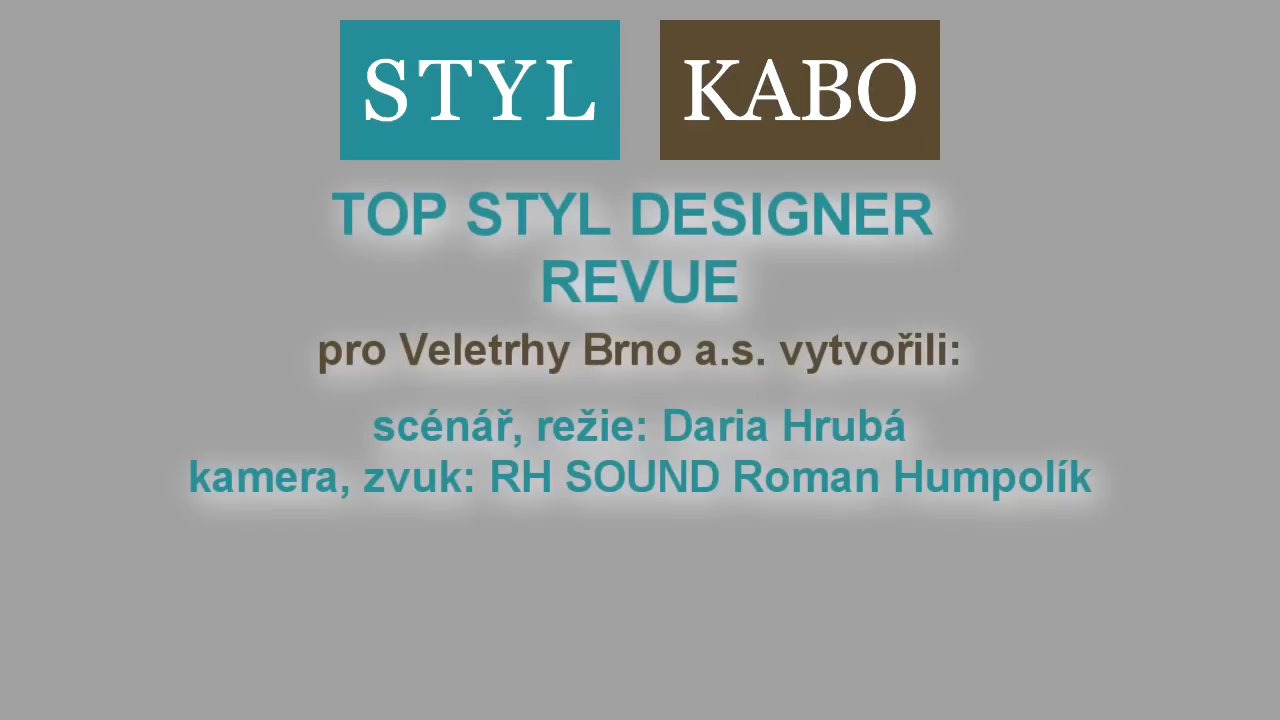 STYL KABO
TOP STYL DESIGNER
REVUE
pro Veletrhy Brno a.s. vytvořili:
scénář, režie: Daria Hrubá
kamera, zvuk: RH SOUND Roman Humpolík